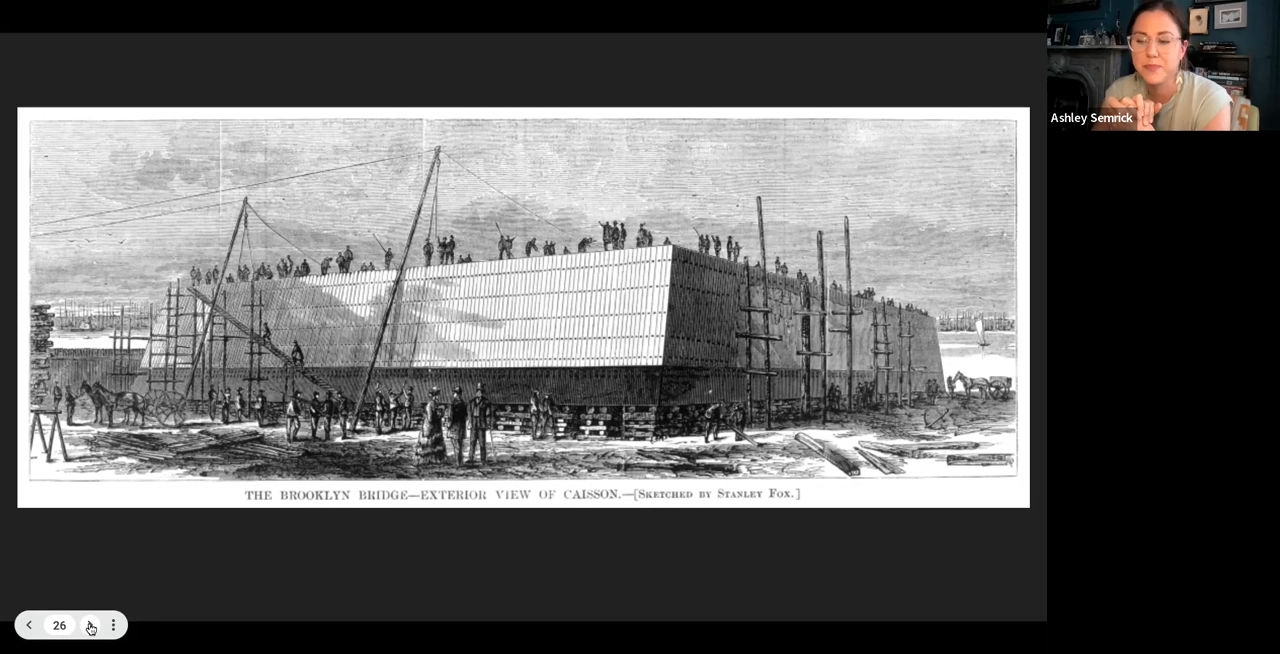 Ashley Semrick
THE BROOKLYN BRIDGE—EXTERIOR VIEW OF CAISSON.—[SKETCHED BY STANLEY FOX.]
26